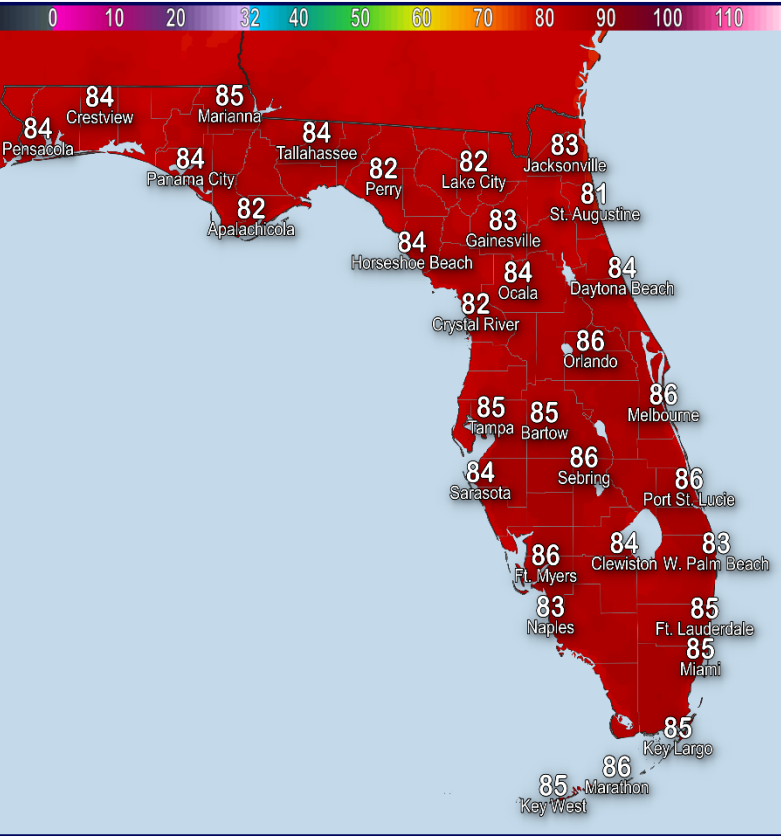 0 10 20 32 40 50 60 70 80 90 100 110
84
Crestview
85
Marianna
84
Pensacola
84
Tallahassee
83
Jacksonville
84
Panama City
82
Perry
82
Lake City
81
St. Augustine
82
Apalachicola
83
Gainesville
84
Horseshoe Beach
84
Ocala
84
Daytona Beach
82
Crystal River
86
Orlando
86
Melbourne
85
Tampa
85
Bartow
84
Sarasota
86
Sebring
86
Port St. Lucie
86
Ft. Myers
84
Clewiston
83
W. Palm Beach
83
Naples
85
Ft. Lauderdale
85
Miami
85
Key Largo
86
Marathon
85
Key West